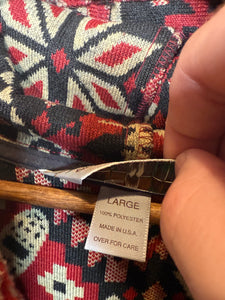 LARGE
100% POLYESTER
MADE IN U.S.A.
OVER FOR CARE